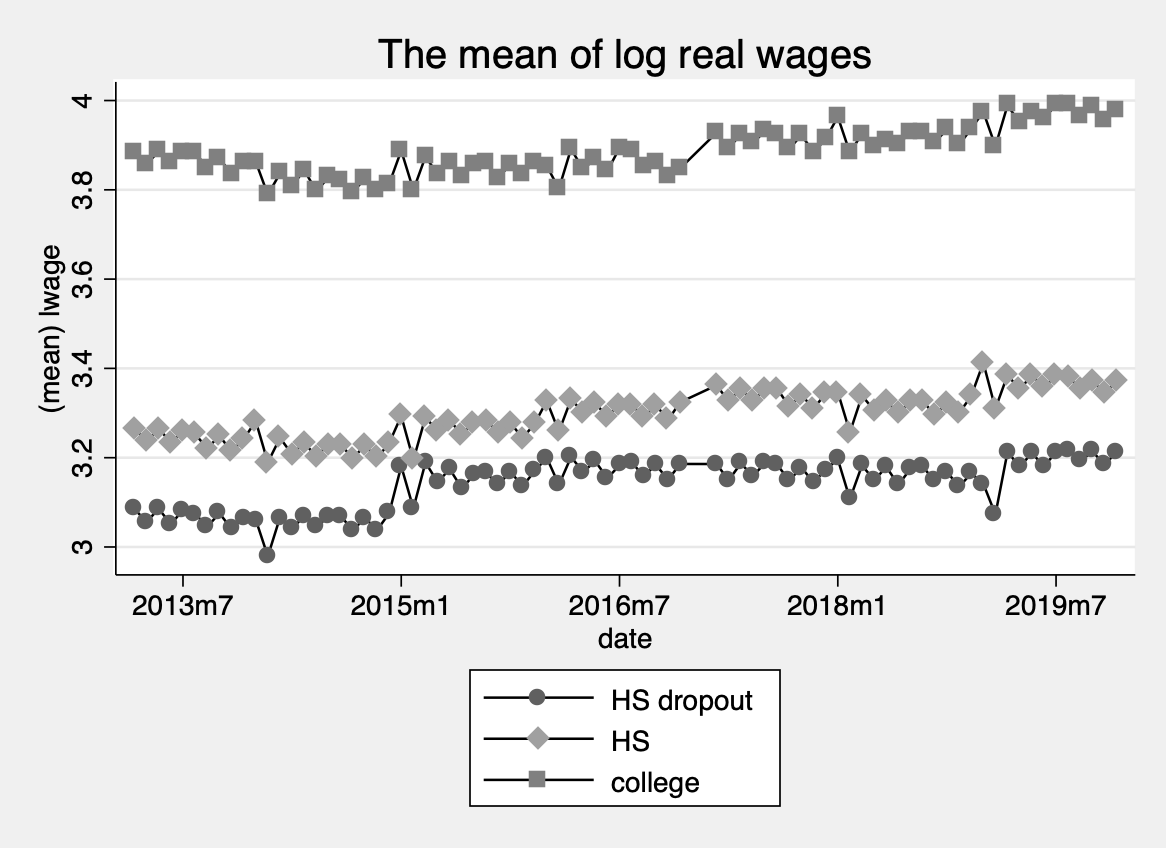 The mean of log real wages
(mean) lwage
4
3.8
3.6
3.4
3.2
3
2013m7
2015m1
2016m7
2018m1
2019m7
date
HS dropout
HS
college